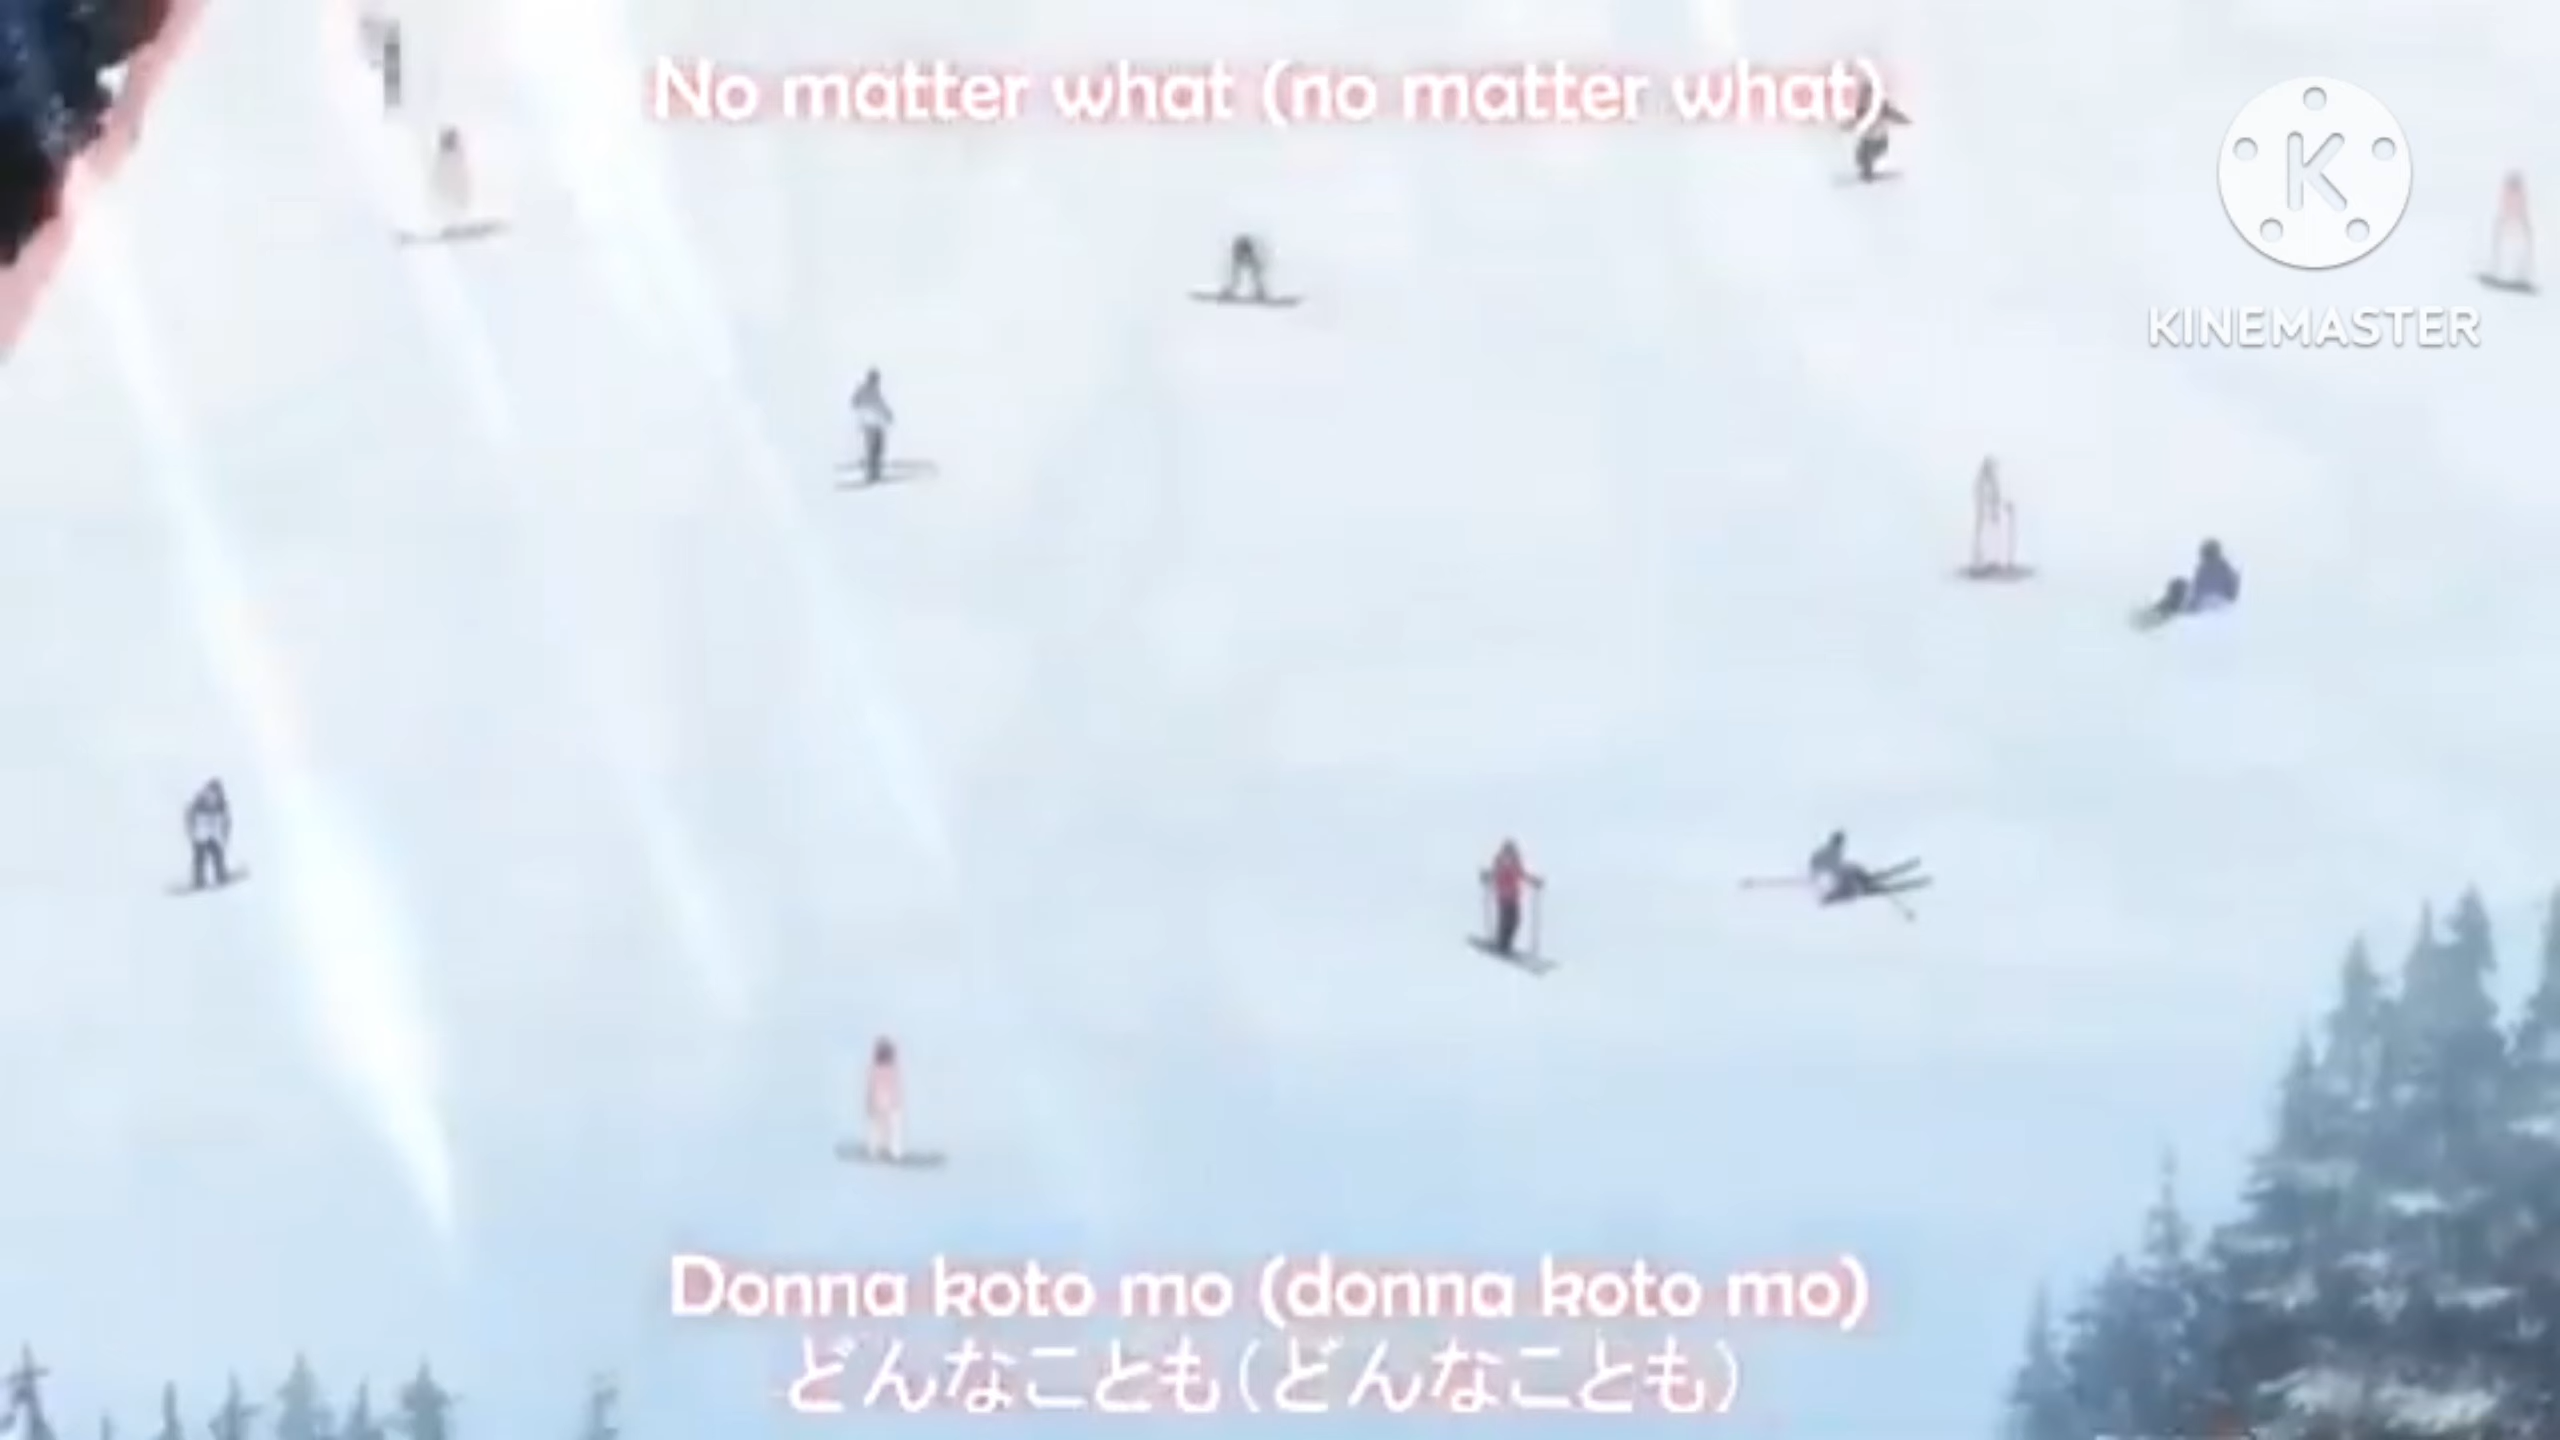 No matter what (no matter what)
K
KINEMASTER
Donna koto mo (donna koto mo)
どんなことも(どんなことも)